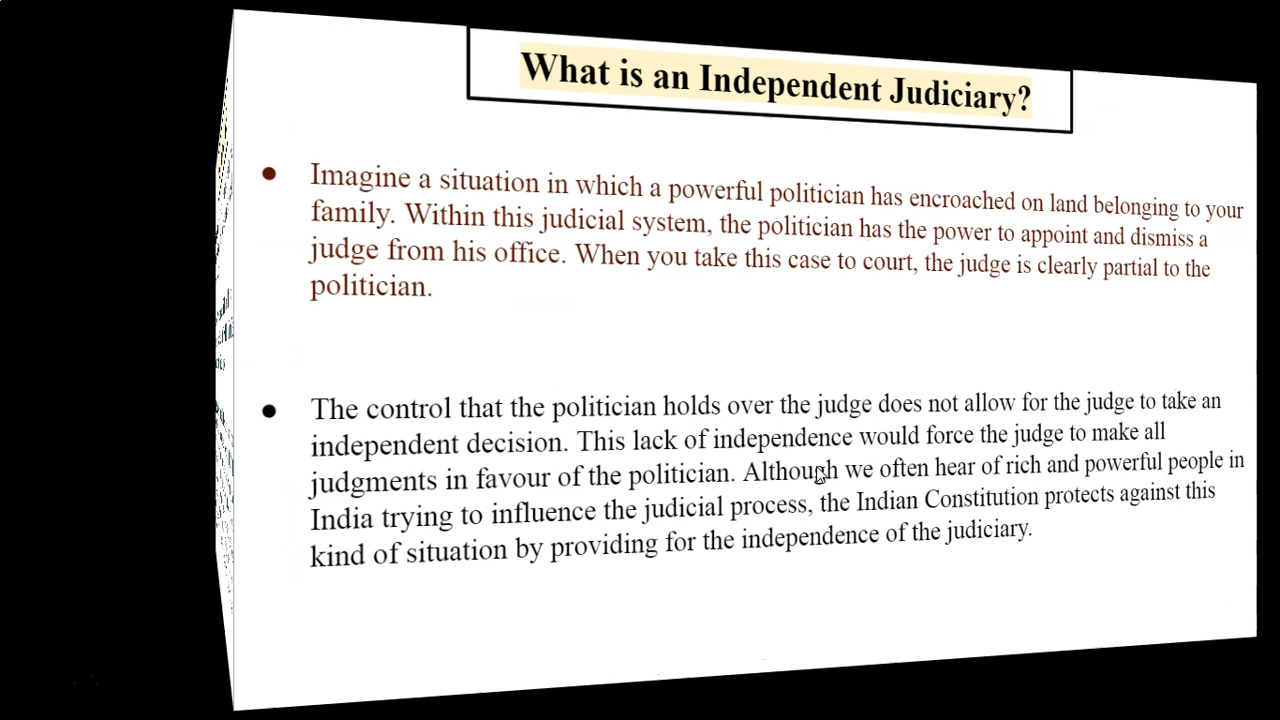 What is an Independent Judiciary?
● Imagine a situation in which a powerful politician has encroached on land belonging to your
family. Within this judicial system, the politician has the power to appoint and dismiss a
judge from his office. When you take this case to court, the judge is clearly partial to the
politician.
● The control that the politician holds over the judge does not allow for the judge to take an
independent decision. This lack of independence would force the judge to make all
judgments in favour of the politician. Although we often hear of rich and powerful people in
India trying to influence the judicial process, the Indian Constitution protects against this
kind of situation by providing for the independence of the judiciary.